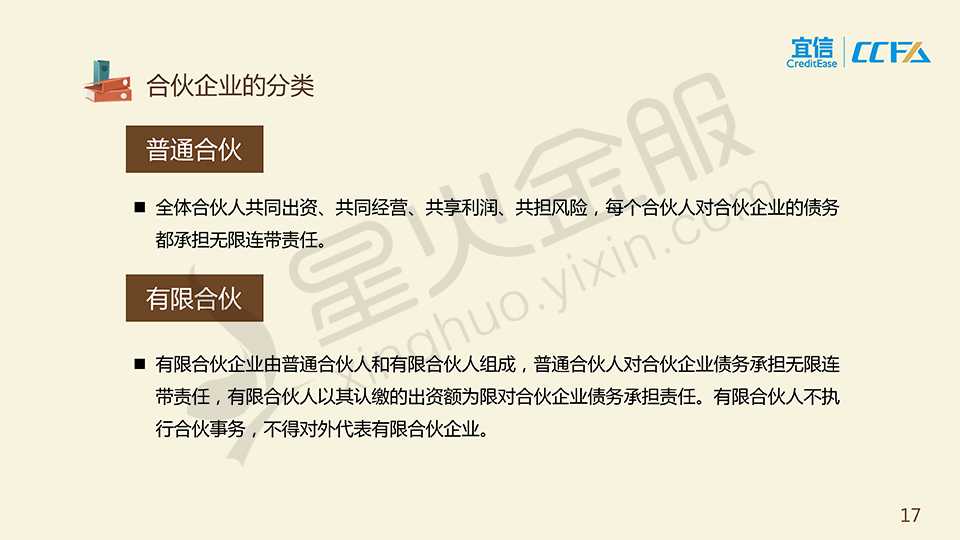 宜信
CreditEase
CCFA
合伙企业的分类
普通合伙
■ 全体合伙人共同出资、共同经营、共享利润、共担风险，每个合伙人对合伙企业的债务
都承担无限连带责任。
有限合伙
■ 有限合伙企业由普通合伙人和有限合伙人组成，普通合伙人对合伙企业债务承担无限连
带责任，有限合伙人以其认缴的出资额为限对合伙企业债务承担责任。有限合伙人不执
行合伙事务，不得对外代表有限合伙企业。
星火金服
xinghuo.yixin.com
17